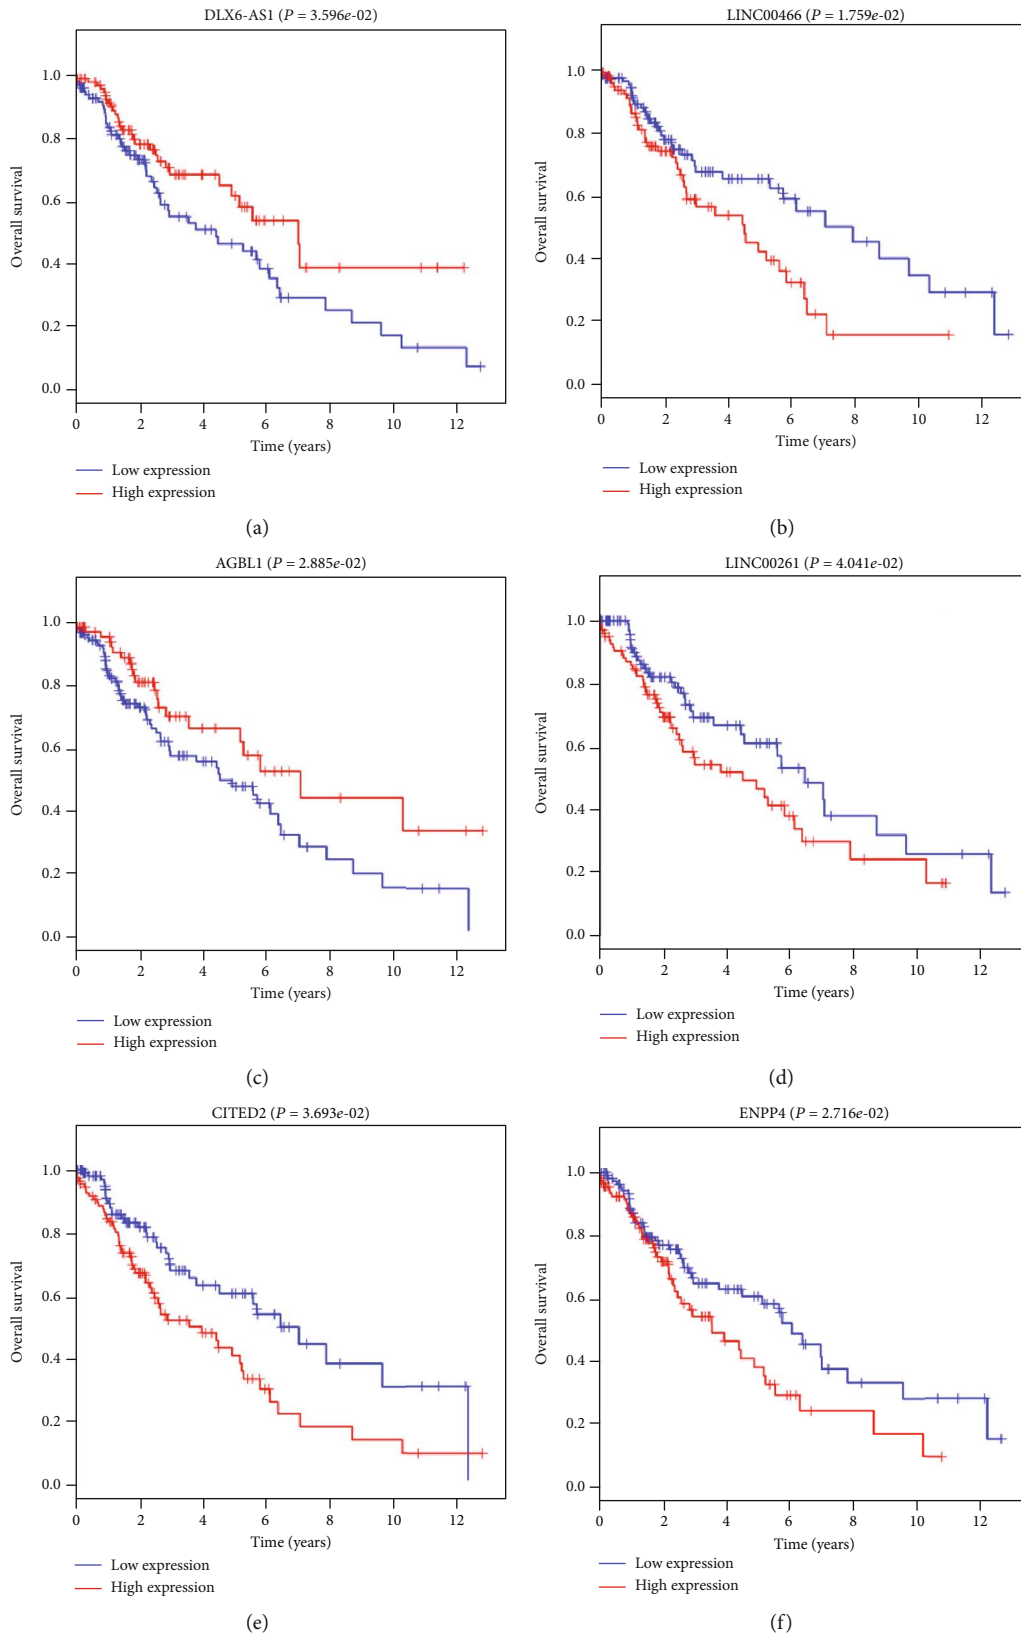 DLX6-AS1 (P = 3.596e-02)
Overall survival
1.0
0.8
0.6
0.4
0.2
0.0
0 2 4 6 8 10 12
Time (years)
Low expression
High expression
(a)
LINC00466 (P = 1.759e-02)
Overall survival
1.0
0.8
0.6
0.4
0.2
0.0
0 2 4 6 8 10 12
Time (years)
Low expression
High expression
(b)
AGBL1 (P = 2.885e-02)
Overall survival
1.0
0.8
0.6
0.4
0.2
0.0
0 2 4 6 8 10 12
Time (years)
Low expression
High expression
(c)
LINC00261 (P = 4.041e-02)
Overall survival
1.0
0.8
0.6
0.4
0.2
0.0
0 2 4 6 8 10 12
Time (years)
Low expression
High expression
(d)
CITED2 (P = 3.693e-02)
Overall survival
1.0
0.8
0.6
0.4
0.2
0.0
0 2 4 6 8 10 12
Time (years)
Low expression
High expression
(e)
ENPP4 (P = 2.716e-02)
Overall survival
1.0
0.8
0.6
0.4
0.2
0.0
0 2 4 6 8 10 12
Time (years)
Low expression
High expression
(f)